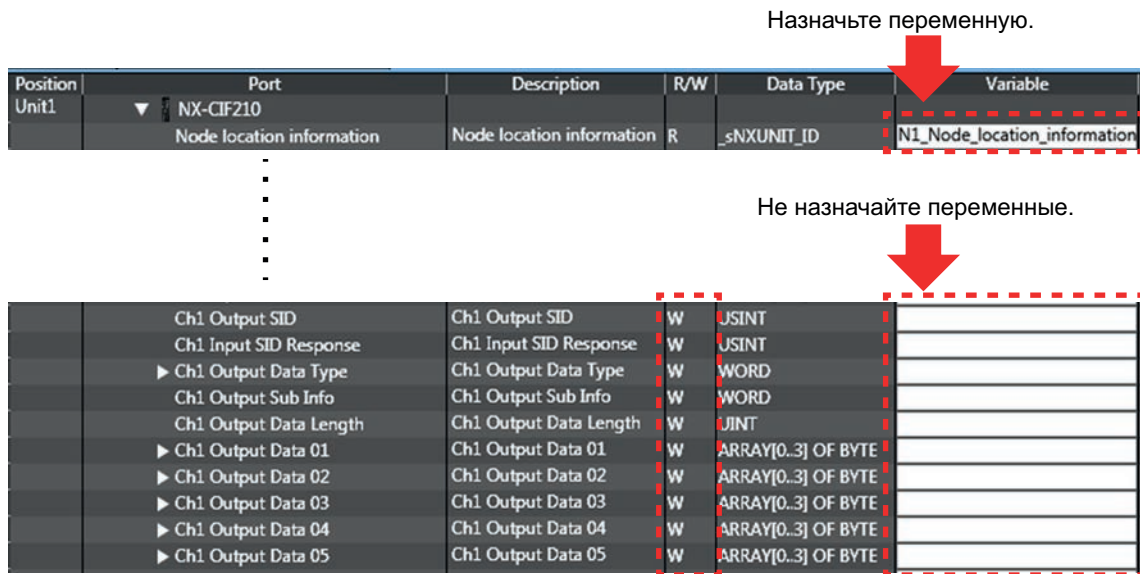 Назначьте переменную.
Position Port Description R/W Data Type Variable
Unit1 ▼ NX-CIF210
Node location information Node location information R _sNXUNIT_ID N1_Node_location_information
Не назначайте переменные.
Ch1 Output SID Ch1 Output SID W USINT
Ch1 Input SID Response Ch1 Input SID Response W USINT
▶ Ch1 Output Data Type Ch1 Output Data Type W WORD
Ch1 Output Sub Info Ch1 Output Sub Info W WORD
Ch1 Output Data Length Ch1 Output Data Length W UINT
▶ Ch1 Output Data 01 Ch1 Output Data 01 W ARRAY[0..3] OF BYTE
▶ Ch1 Output Data 02 Ch1 Output Data 02 W ARRAY[0..3] OF BYTE
▶ Ch1 Output Data 03 Ch1 Output Data 03 W ARRAY[0..3] OF BYTE
▶ Ch1 Output Data 04 Ch1 Output Data 04 W ARRAY[0..3] OF BYTE
▶ Ch1 Output Data 05 Ch1 Output Data 05 W ARRAY[0..3] OF BYTE